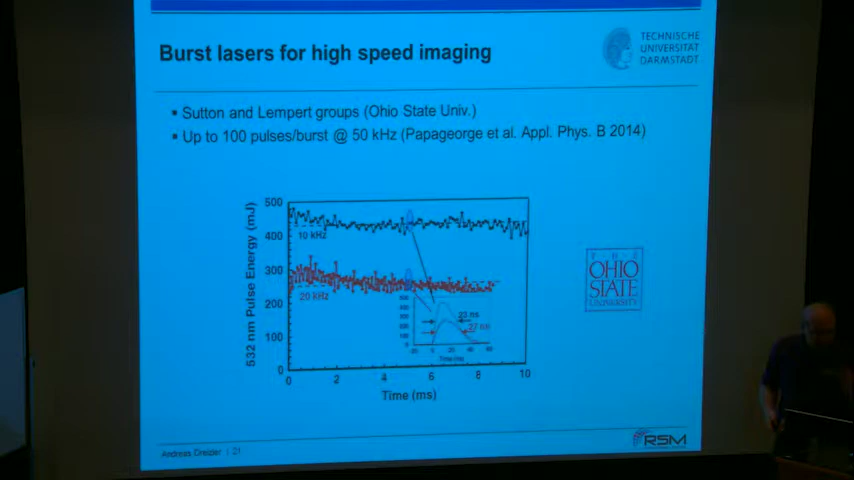 Burst lasers for high speed imaging
TECHNISCHE
UNIVERSITÄT
DARMSTADT
▪ Sutton and Lempert groups (Ohio State Univ.)
▪ Up to 100 pulses/burst @ 50 kHz (Papageorge et al. Appl. Phys. B 2014)
532 nm Pulse Energy (mJ)
500
400
300
200
100
0
10 kHz
20 kHz
23 ns
27 ns
0 2 4 6 8 10
Time (ms)
THE
OHIO
STATE
UNIVERSITY
Andreas Dreizler | 21
RSM